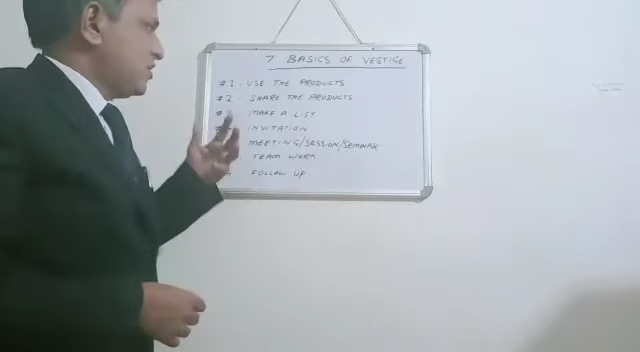 7 BASICS OF VESTIGE
#1. USE THE PRODUCTS
#2. SHARE THE PRODUCTS
# MAKE A LIST
INVITATION
MEETING/SESSION/SEMINAR
TEAM WORK
FOLLOW UP